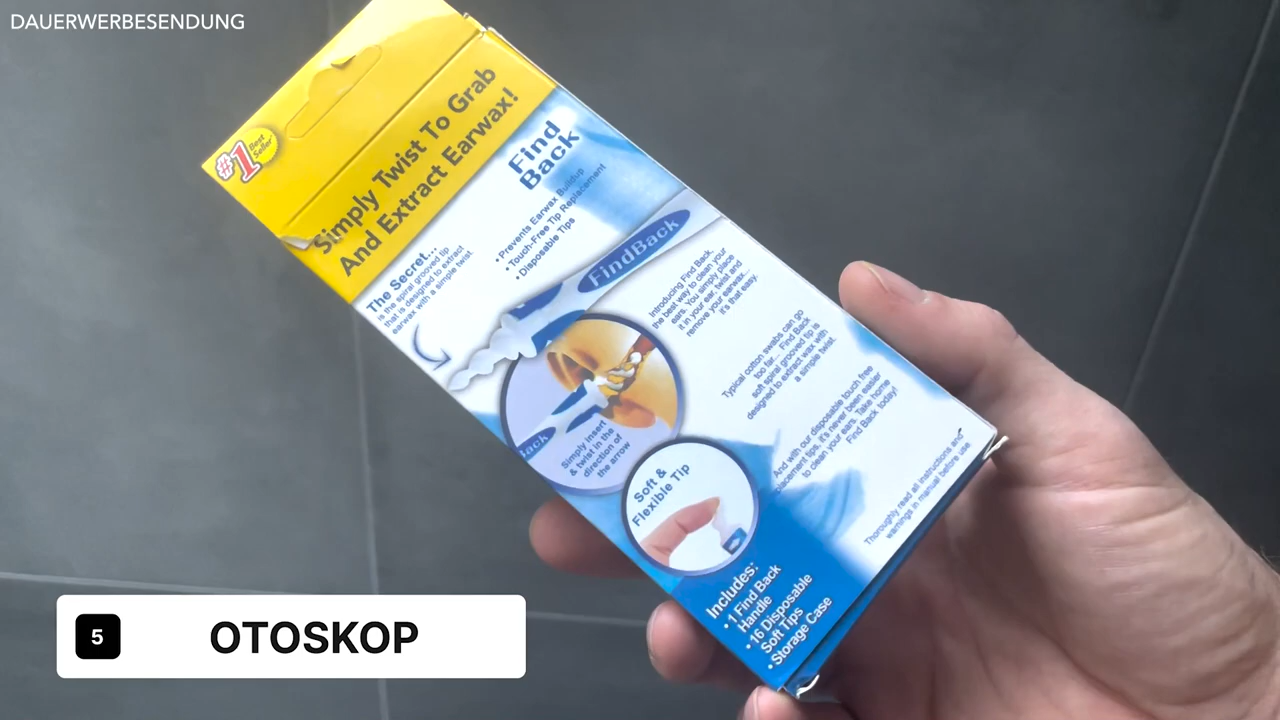 DAUERWERBESENDUNG
#1
Best
Seller
Simply Twist To Grab
And Extract Earwax!
Find
Back
The Secret...
is the spiral grooved tip
that is designed to extract
earwax with a simple twist.
• Prevents Earwax Buildup
• Touch-Free Tip Replacement
• Disposable Tips
FindBack
Introducing Find Back,
the best way to clean your
ears. You simply place
it in your ear, twist and
remove your earwax...
it's that easy.
Typical cotton swabs can go
too far... Find Back
soft spiral grooved tip is
designed to extract wax with
a simple twist.
And with our disposable touch free
placement tips, it's never been easier
to clean your ears. Take home
Find Back today!
Back
Simply insert
& twist in the
direction of
the arrow
Soft &
Flexible Tip
Thoroughly read all instructions and
warnings in manual before use
Includes:
• 1 Find Back
Handle
• 16 Disposable
Soft Tips
• Storage Case
5
OTOSKOP